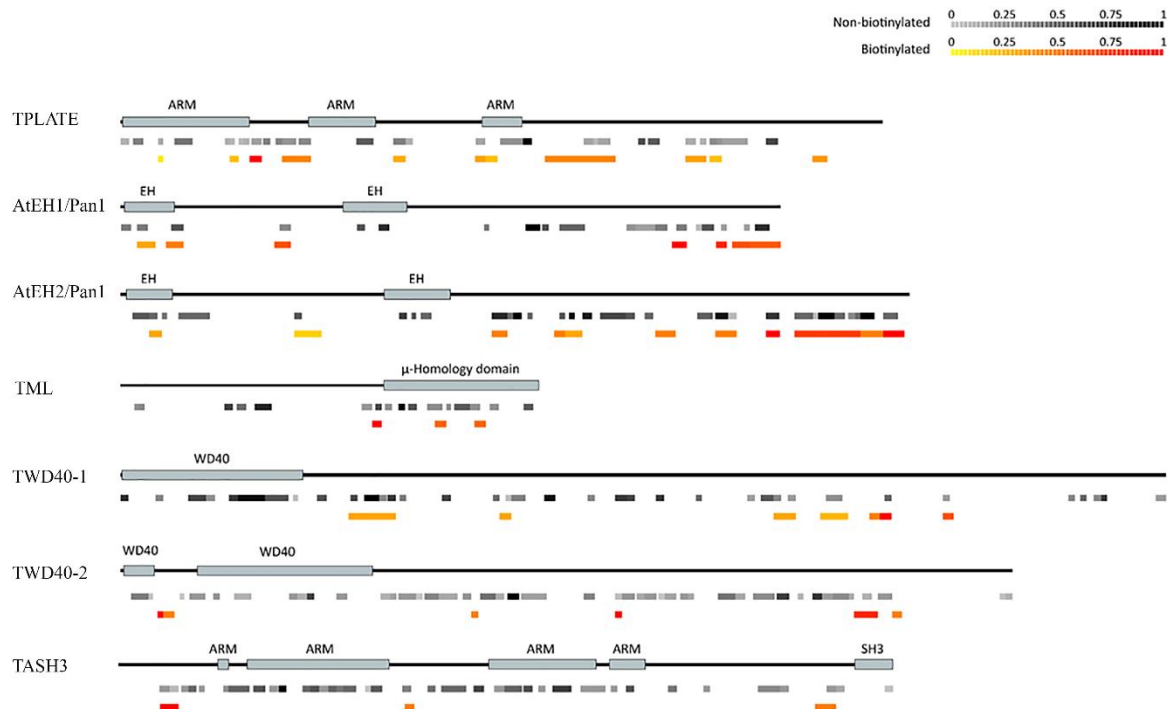 0 0.25 0.5 0.75 1
Non-biotinylated
0 0.25 0.5 0.75 1
Biotinylated
ARM ARM ARM
TPLATE
EH EH
AtEH1/Pan1
EH EH
AtEH2/Pan1
μ-Homology domain
TML
WD40
TWD40-1
WD40 WD40
TWD40-2
ARM ARM ARM ARM SH3
TASH3